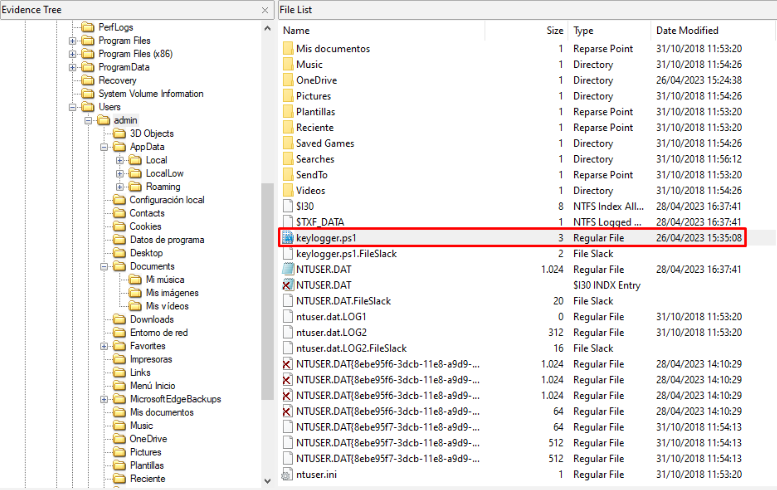 Evidence Tree
PerfLogs
Program Files
Program Files (x86)
ProgramData
Recovery
System Volume Information
Users
admin
3D Objects
AppData
Local
LocalLow
Roaming
Configuración local
Contacts
Cookies
Datos de programa
Desktop
Documents
Mi música
Mis imágenes
Mis vídeos
Downloads
Entorno de red
Favorites
Impresoras
Links
Menú Inicio
MicrosoftEdgeBackups
Mis documentos
Music
OneDrive
Pictures
Plantillas
Reciente
File List
Name Size Type Date Modified
Mis documentos 1 Reparse Point 31/10/2018 11:53:20
Music 1 Directory 31/10/2018 11:54:26
OneDrive 1 Directory 26/04/2023 15:24:38
Pictures 1 Directory 31/10/2018 11:54:26
Plantillas 1 Reparse Point 31/10/2018 11:53:20
Reciente 1 Reparse Point 31/10/2018 11:53:20
Saved Games 1 Directory 31/10/2018 11:54:26
Searches 1 Directory 31/10/2018 11:56:12
SendTo 1 Reparse Point 31/10/2018 11:53:20
Videos 1 Directory 31/10/2018 11:54:26
$I30 8 NTFS Index All... 28/04/2023 16:37:41
$TXF_DATA 1 NTFS Logged ... 28/04/2023 16:37:41
keylogger.ps1 3 Regular File 26/04/2023 15:35:08
keylogger.ps1.FileSlack 2 File Slack
NTUSER.DAT 1.024 Regular File 28/04/2023 16:37:41
NTUSER.DAT $I30 INDX Entry
NTUSER.DAT.FileSlack 20 File Slack
ntuser.dat.LOG1 0 Regular File 31/10/2018 11:53:20
ntuser.dat.LOG2 312 Regular File 31/10/2018 11:53:20
ntuser.dat.LOG2.FileSlack 16 File Slack
NTUSER.DAT{8ebe95f6-3dcb-11e8-a9d9-... 1.024 Regular File 28/04/2023 14:10:29
NTUSER.DAT{8ebe95f6-3dcb-11e8-a9d9-... 1.024 Regular File 28/04/2023 14:10:29
NTUSER.DAT{8ebe95f6-3dcb-11e8-a9d9-... 1.024 Regular File 28/04/2023 14:10:29
NTUSER.DAT{8ebe95f6-3dcb-11e8-a9d9-... 64 Regular File 28/04/2023 14:10:29
NTUSER.DAT{8ebe95f7-3dcb-11e8-a9d9-... 64 Regular File 31/10/2018 11:54:13
NTUSER.DAT{8ebe95f7-3dcb-11e8-a9d9-... 512 Regular File 31/10/2018 11:54:13
NTUSER.DAT{8ebe95f7-3dcb-11e8-a9d9-... 512 Regular File 31/10/2018 11:54:13
ntuser.ini 1 Regular File 31/10/2018 11:53:20